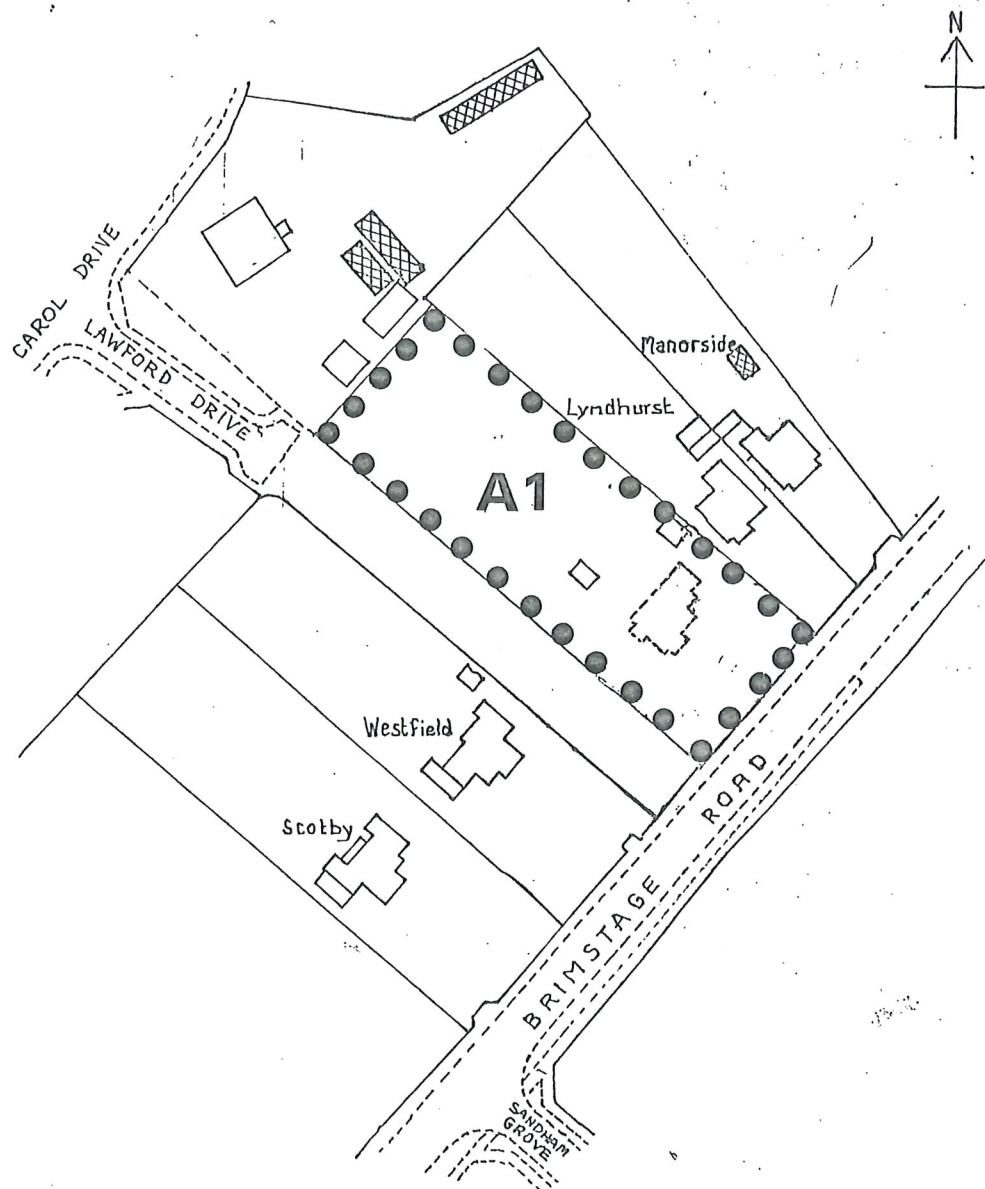 N
CAROL DRIVE
LAWFORD DRIVE
Manorside
Lyndhurst
A1
Westfield
Scotby
BRIMSTAGE ROAD
SANDHAM
GROVE